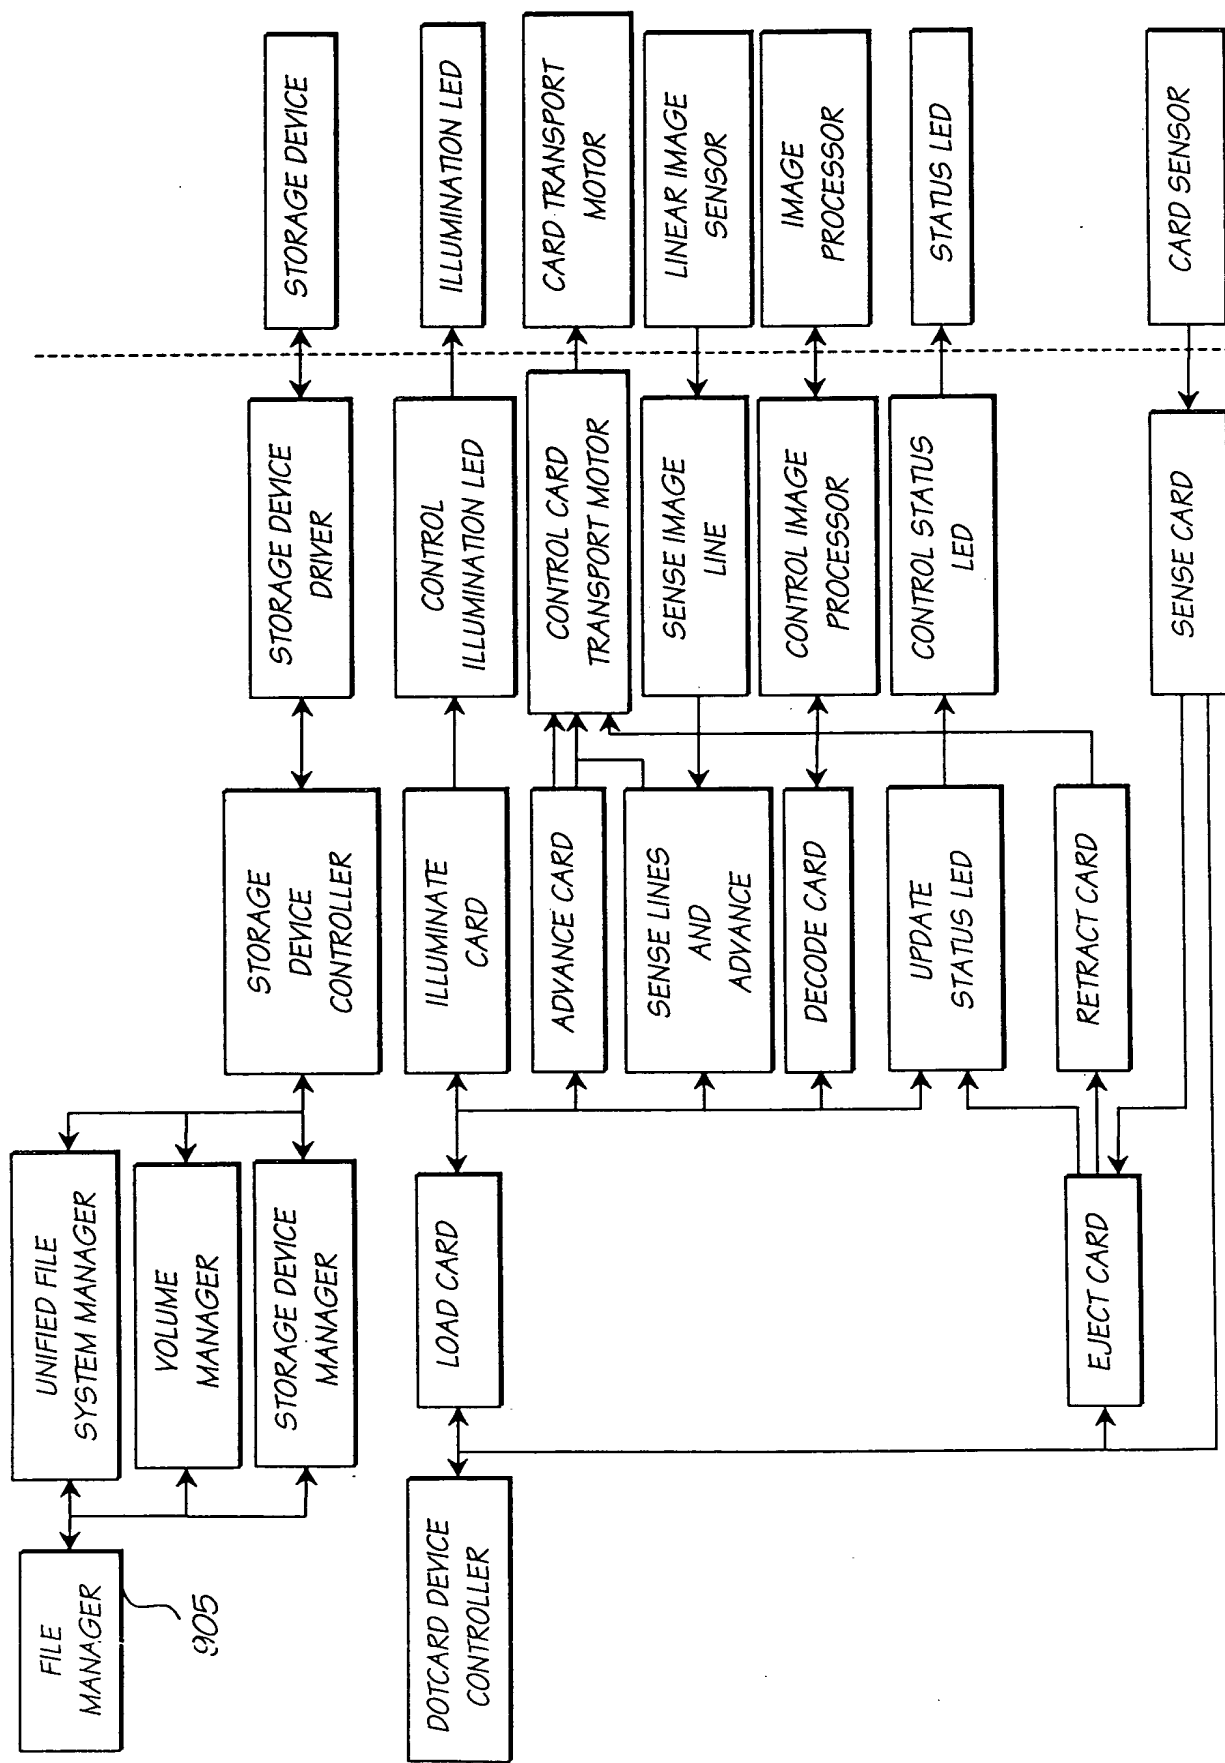 FILE
MANAGER
905
UNIFIED FILE
SYSTEM MANAGER
VOLUME
MANAGER
STORAGE DEVICE
MANAGER
STORAGE
DEVICE
CONTROLLER
STORAGE DEVICE
DRIVER
STORAGE DEVICE
DOTCARD DEVICE
CONTROLLER
LOAD CARD
EJECT CARD
ILLUMINATE
CARD
ADVANCE CARD
SENSE LINES
AND
ADVANCE
DECODE CARD
UPDATE
STATUS LED
RETRACT CARD
CONTROL
ILLUMINATION LED
CONTROL CARD
TRANSPORT MOTOR
SENSE IMAGE
LINE
CONTROL IMAGE
PROCESSOR
CONTROL STATUS
LED
SENSE CARD
ILLUMINATION LED
CARD TRANSPORT
MOTOR
LINEAR IMAGE
SENSOR
IMAGE
PROCESSOR
STATUS LED
CARD SENSOR